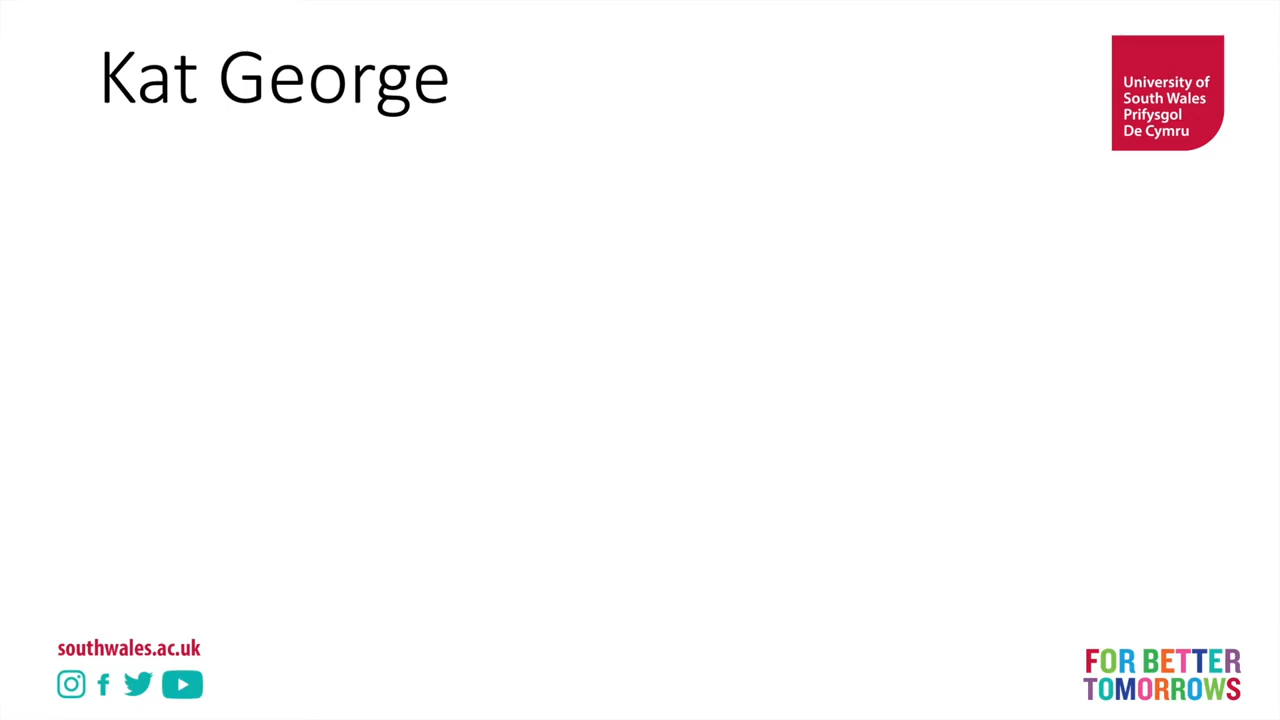 Kat George
University of
South Wales
Prifysgol
De Cymru
southwales.ac.uk
FOR BETTER
TOMORROWS